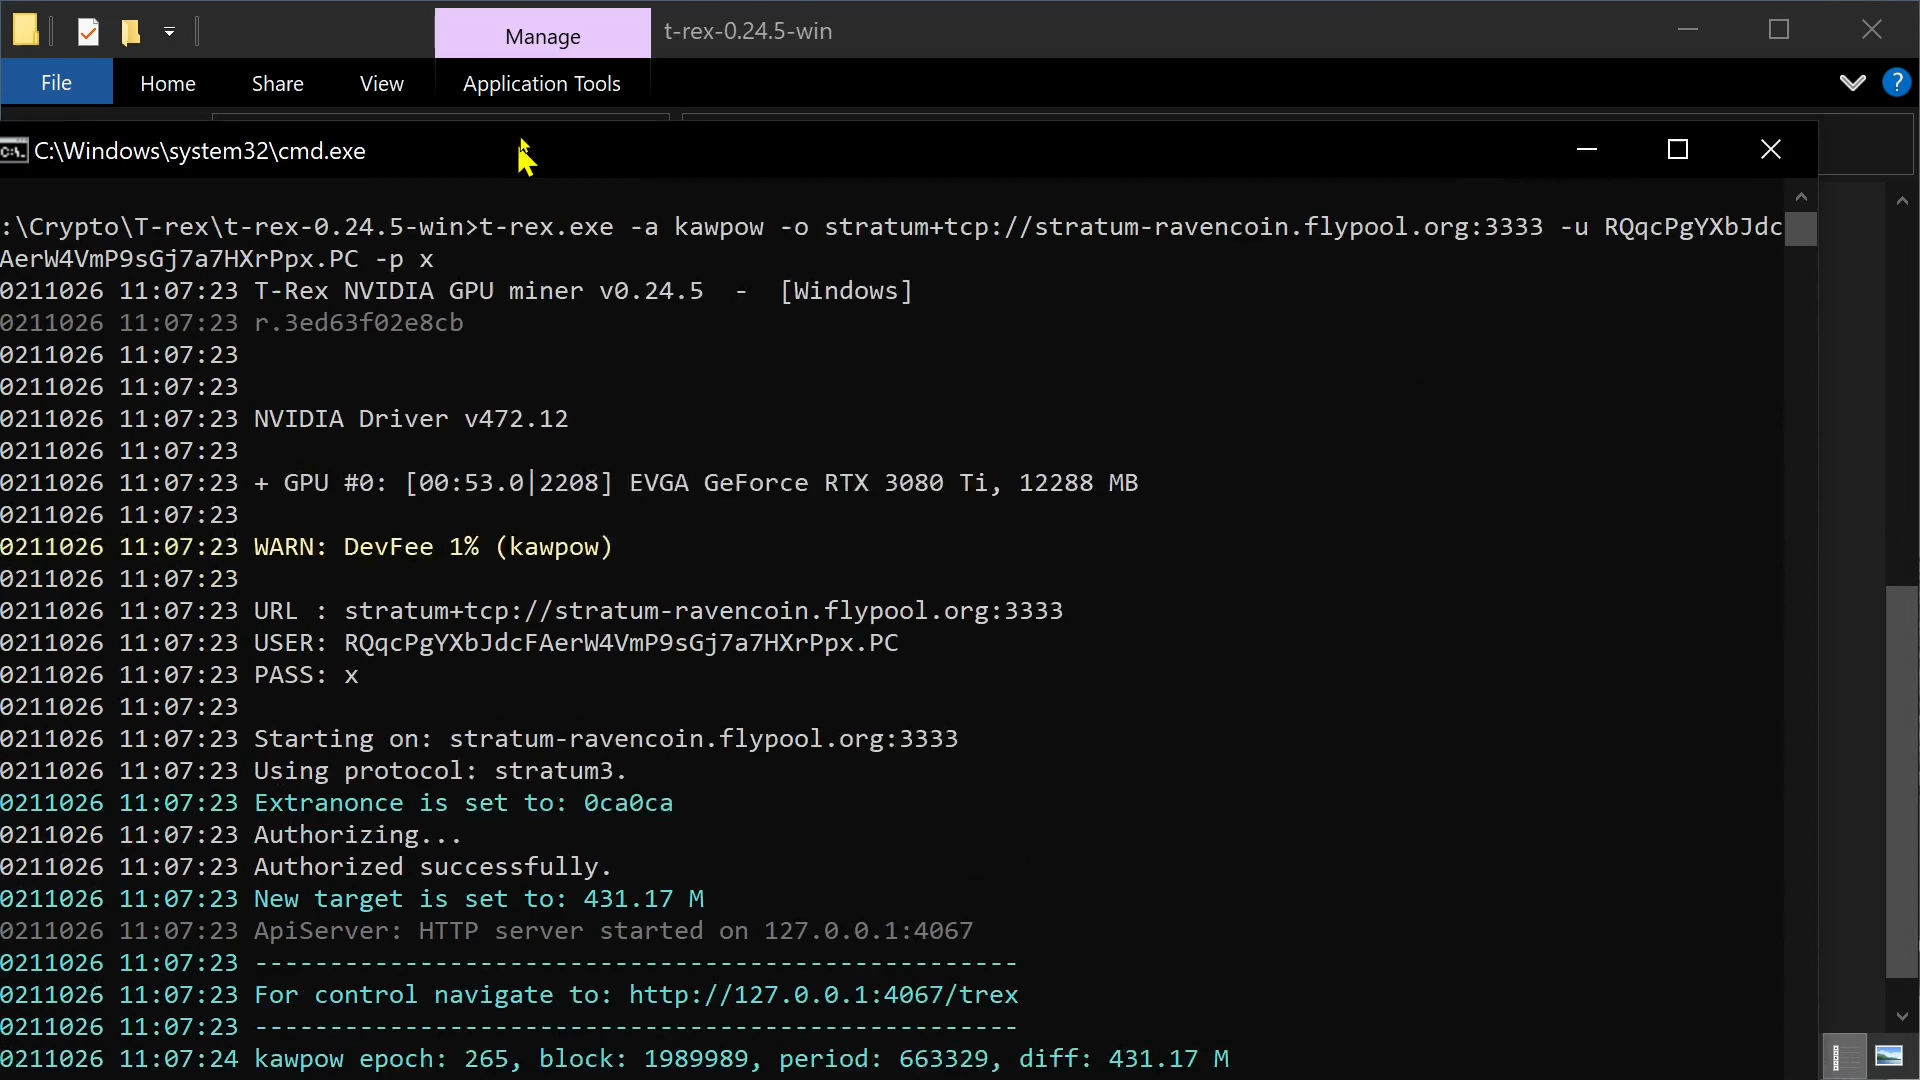 Manage
t-rex-0.24.5-win
File Home Share View Application Tools
?
C:\Windows\system32\cmd.exe
:\Crypto\T-rex\t-rex-0.24.5-win>t-rex.exe -a kawpow -o stratum+tcp://stratum-ravencoin.flypool.org:3333 -u RQqcPgYXbJdc
AerW4VmP9sGj7a7HXrPpx.PC -p x
0211026 11:07:23 T-Rex NVIDIA GPU miner v0.24.5  -  [Windows]
0211026 11:07:23 r.3ed63f02e8cb
0211026 11:07:23
0211026 11:07:23
0211026 11:07:23 NVIDIA Driver v472.12
0211026 11:07:23
0211026 11:07:23 + GPU #0: [00:53.0|2208] EVGA GeForce RTX 3080 Ti, 12288 MB
0211026 11:07:23
0211026 11:07:23 WARN: DevFee 1% (kawpow)
0211026 11:07:23
0211026 11:07:23 URL : stratum+tcp://stratum-ravencoin.flypool.org:3333
0211026 11:07:23 USER: RQqcPgYXbJdcFAerW4VmP9sGj7a7HXrPpx.PC
0211026 11:07:23 PASS: x
0211026 11:07:23
0211026 11:07:23 Starting on: stratum-ravencoin.flypool.org:3333
0211026 11:07:23 Using protocol: stratum3.
0211026 11:07:23 Extranonce is set to: 0ca0ca
0211026 11:07:23 Authorizing...
0211026 11:07:23 Authorized successfully.
0211026 11:07:23 New target is set to: 431.17 M
0211026 11:07:23 ApiServer: HTTP server started on 127.0.0.1:4067
0211026 11:07:23 ---------------------------------------------------
0211026 11:07:23 For control navigate to: http://127.0.0.1:4067/trex
0211026 11:07:23 ---------------------------------------------------
0211026 11:07:24 kawpow epoch: 265, block: 1989989, period: 663329, diff: 431.17 M